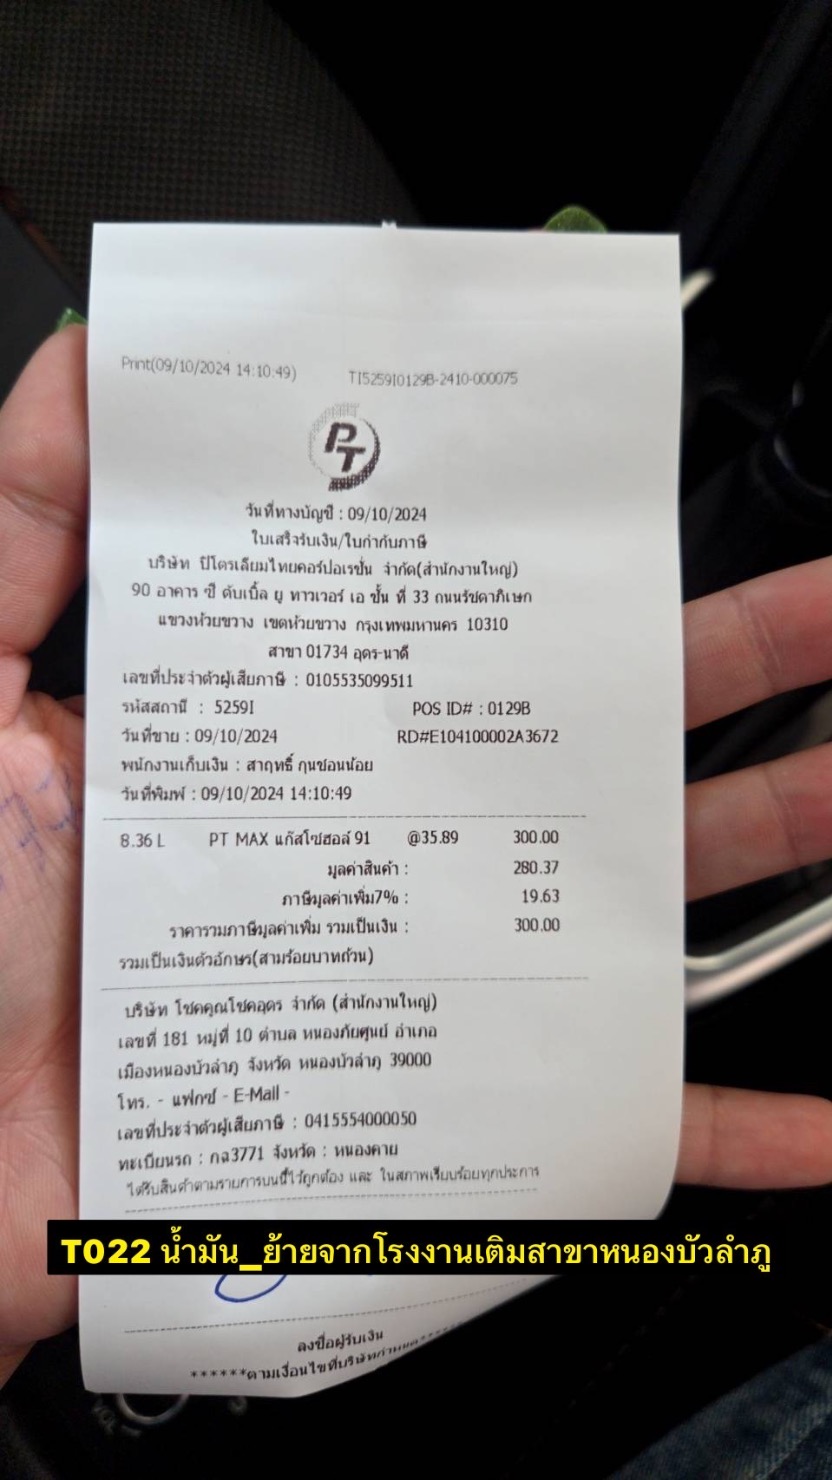 Print(09/10/2024 14:10:49) TI5259I0129B-2410-000075
PT
วันที่ทางบัญชี : 09/10/2024
ใบเสร็จรับเงิน/ใบกำกับภาษี
บริษัท ปิโตรเลียมไทยคอร์ปอเรชั่น จำกัด(สำนักงานใหญ่)
90 อาคาร ซี ดับเบิ้ล ยู ทาวเวอร์ เอ ชั้น ที่ 33 ถนนรัชดาภิเษก
แขวงห้วยขวาง เขตห้วยขวาง กรุงเทพมหานคร 10310
สาขา 01734 อุดร-นาดี
เลขที่ประจำตัวผู้เสียภาษี : 0105535099511
รหัสสถานี : 5259I POS ID# : 0129B
วันที่ขาย : 09/10/2024 RD#E104100002A3672
พนักงานเก็บเงิน : สาฤทธิ์ กุนซอนน้อย
วันที่พิมพ์ : 09/10/2024 14:10:49
8.36 L PT MAX แก๊สโซฮอล์ 91 @35.89 300.00
มูลค่าสินค้า : 280.37
ภาษีมูลค่าเพิ่ม7% : 19.63
ราคารวมภาษีมูลค่าเพิ่ม รวมเป็นเงิน : 300.00
รวมเป็นเงินตัวอักษร(สามร้อยบาทถ้วน)
บริษัท โชคคูณโชคอุดร จำกัด (สำนักงานใหญ่)
เลขที่ 181 หมู่ที่ 10 ตำบล หนองภัยศูนย์ อำเภอ
เมืองหนองบัวลำภู จังหวัด หนองบัวลำภู 39000
โทร. - แฟกซ์ - E-Mail -
เลขที่ประจำตัวผู้เสียภาษี : 0415554000050
ทะเบียนรถ : กฉ3771 จังหวัด : หนองคาย
ได้รับสินค้าตามรายการบนนี้ไว้ถูกต้อง และ ในสภาพเรียบร้อยทุกประการ
T022 น้ำมัน_ย้ายจากโรงงานเติมสาขาหนองบัวลำภู
ลงชื่อผู้รับเงิน
******ตามเงื่อนไขที่บริษัทกำหนด******